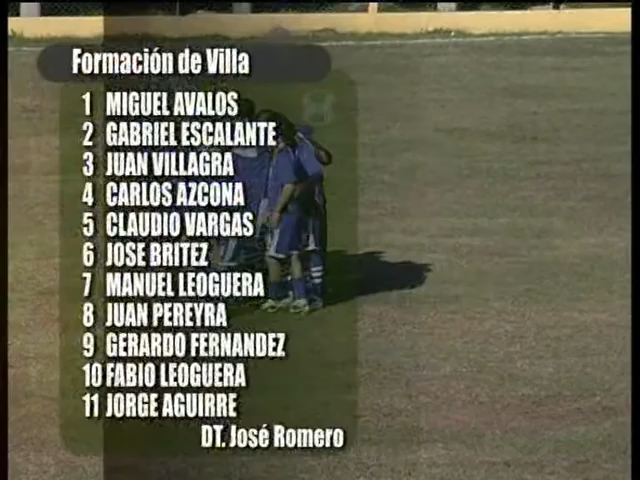 Formación de Villa
1 MIGUEL AVALOS
2 GABRIEL ESCALANTE
3 JUAN VILLAGRA
4 CARLOS AZCONA
5 CLAUDIO VARGAS
6 JOSE BRITEZ
7 MANUEL LEOGUERA
8 JUAN PEREYRA
9 GERARDO FERNANDEZ
10 FABIO LEOGUERA
11 JORGE AGUIRRE
DT. José Romero